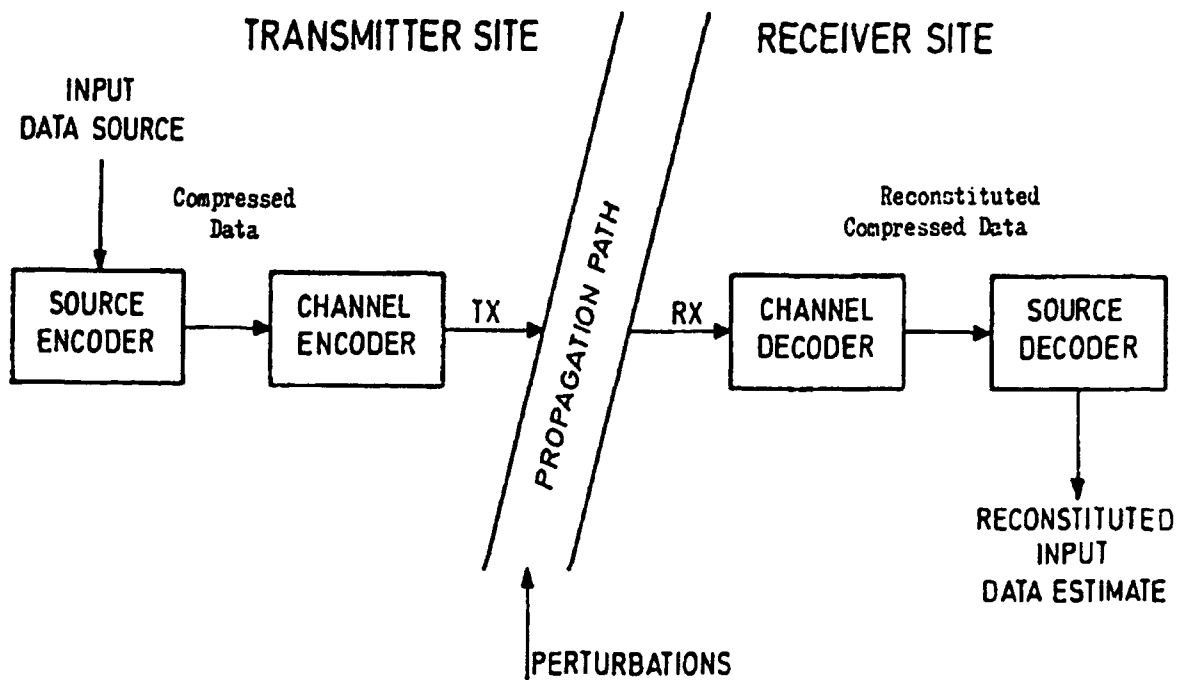 TRANSMITTER SITE
RECEIVER SITE
INPUT
DATA SOURCE
Compressed
Data
SOURCE
ENCODER
CHANNEL
ENCODER
TX
PROPAGATION PATH
RX
Reconstituted
Compressed Data
CHANNEL
DECODER
SOURCE
DECODER
RECONSTITUTED
INPUT
DATA ESTIMATE
PERTURBATIONS